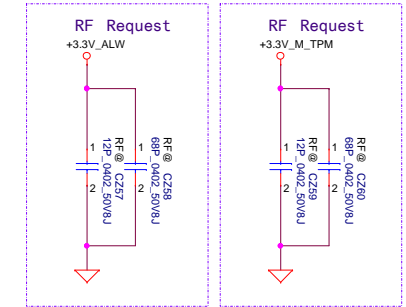 RF Request
+3.3V_ALW
1
2
RF@ CZ57
12P_0402_50V8J
1
2
RF@ CZ58
68P_0402_50V8J
RF Request
+3.3V_M_TPM
1
2
RF@ CZ59
12P_0402_50V8J
1
2
RF@ CZ60
68P_0402_50V8J